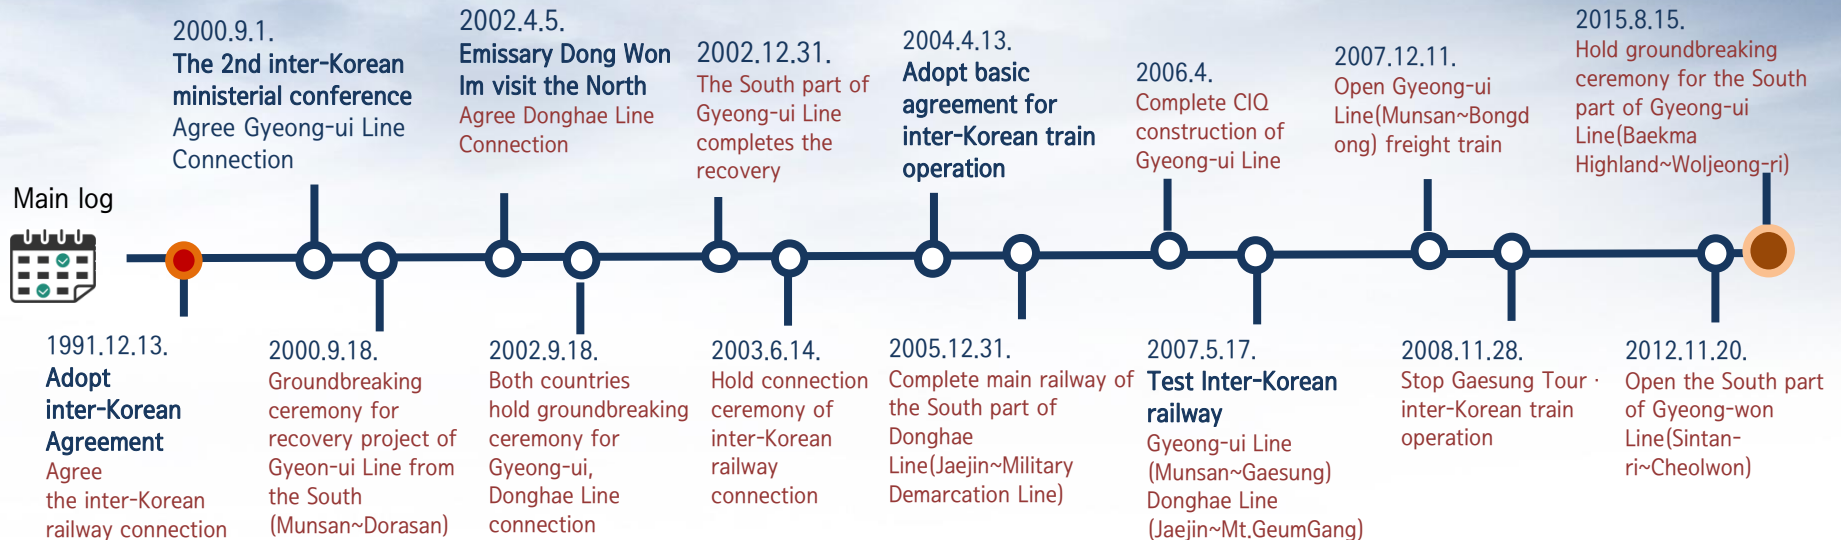 Main log
1991.12.13.
Adopt
inter-Korean
Agreement
Agree
the inter-Korean
railway connection
2000.9.1.
The 2nd inter-Korean
ministerial conference
Agree Gyeong-ui Line
Connection
2000.9.18.
Groundbreaking
ceremony for
recovery project of
Gyeon-ui Line from
the South
(Munsan~Dorasan)
2002.4.5.
Emissary Dong Won
Im visit the North
Agree Donghae Line
Connection
2002.9.18.
Both countries
hold groundbreaking
ceremony for
Gyeong-ui,
Donghae Line
connection
2002.12.31.
The South part of
Gyeong-ui Line
completes the
recovery
2003.6.14.
Hold connection
ceremony of
inter-Korean
railway
connection
2004.4.13.
Adopt basic
agreement for
inter-Korean train
operation
2005.12.31.
Complete main railway of
the South part of
Donghae
Line(Jaejin~Military
Demarcation Line)
2006.4.
Complete CIQ
construction of
Gyeong-ui Line
2007.5.17.
Test Inter-Korean
railway
Gyeong-ui Line
(Munsan~Gaesung)
Donghae Line
(Jaejin~Mt.GeumGang)
2007.12.11.
Open Gyeong-ui
Line(Munsan~Bongd
ong) freight train
2008.11.28.
Stop Gaesung Tour ·
inter-Korean train
operation
2012.11.20.
Open the South part
of Gyeong-won
Line(Sintan-
ri~Cheolwon)
2015.8.15.
Hold groundbreaking
ceremony for the South
part of Gyeong-ui
Line(Baekma
Highland~Woljeong-ri)